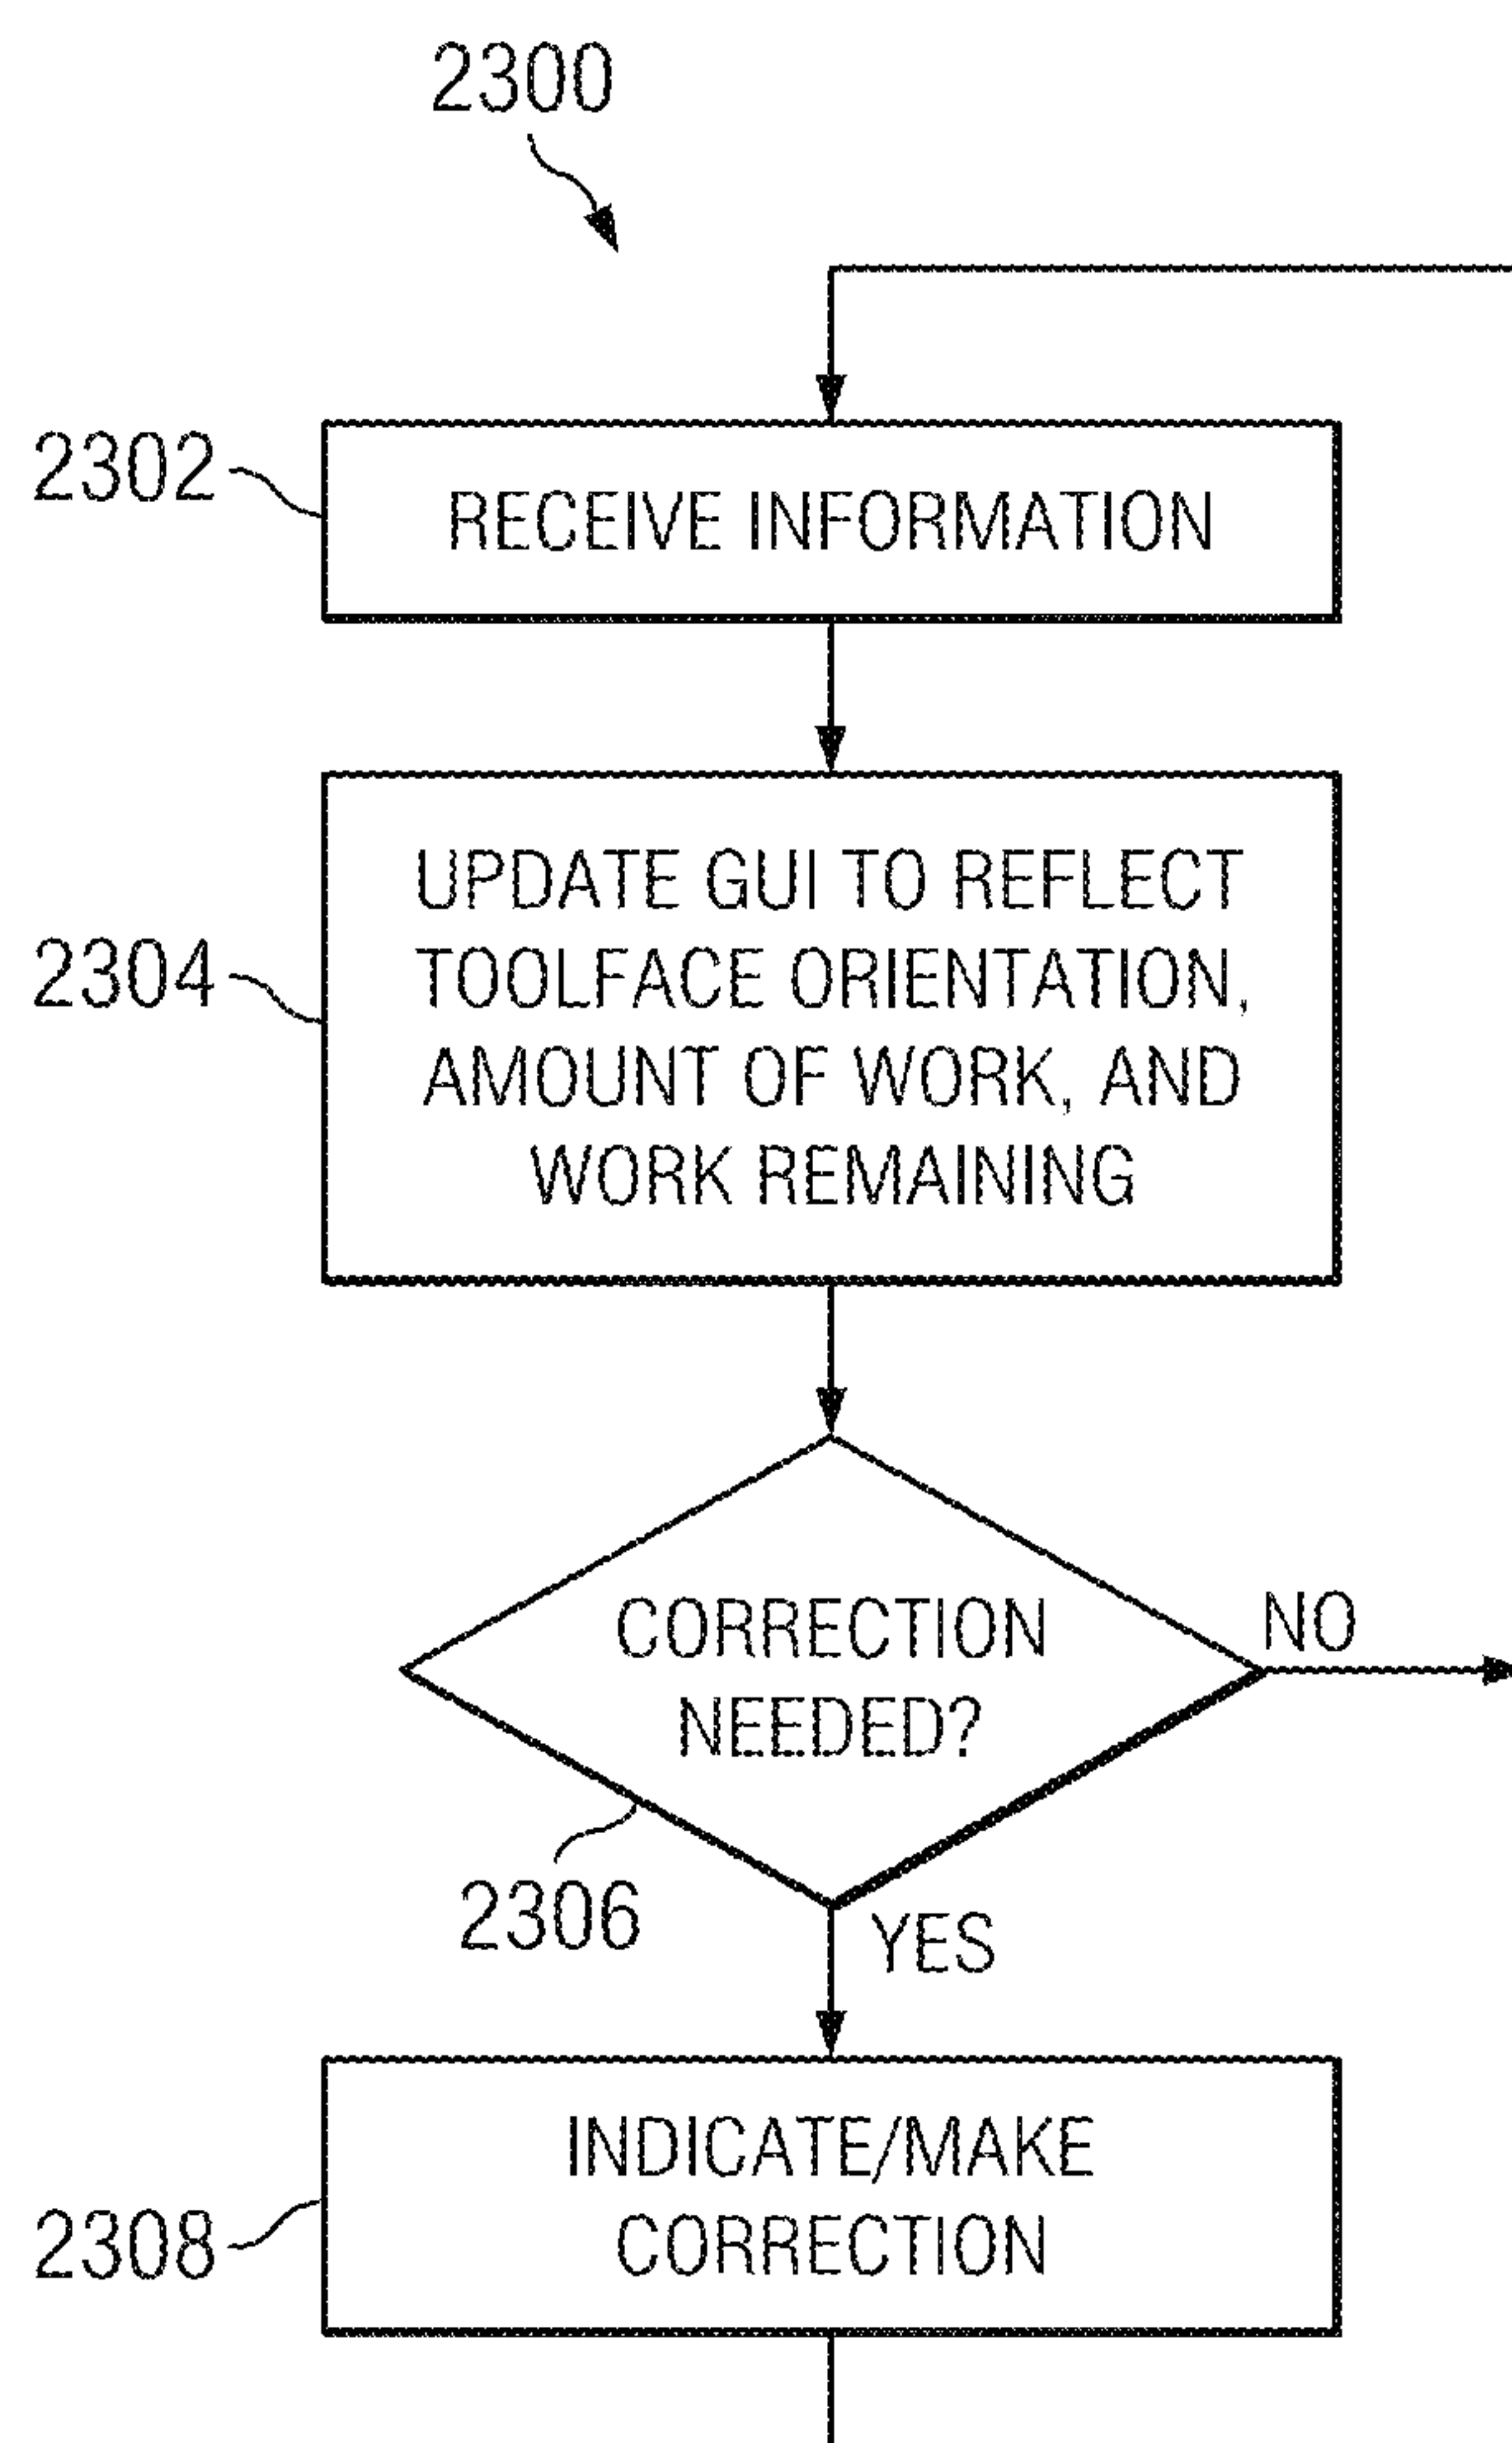 2300
2302
RECEIVE INFORMATION
2304
UPDATE GUI TO REFLECT
TOOLFACE ORIENTATION,
AMOUNT OF WORK, AND
WORK REMAINING
CORRECTION
NEEDED?
NO
2306
YES
2308
INDICATE/MAKE
CORRECTION